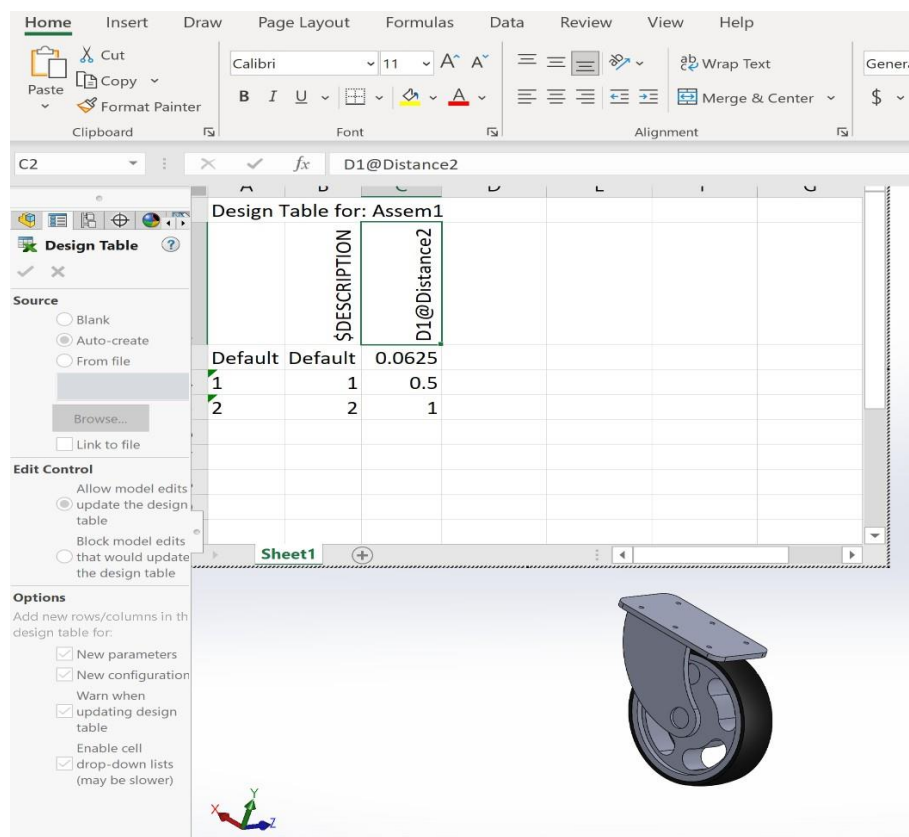 Home Insert Draw Page Layout Formulas Data Review View Help
Cut
Copy
Format Painter
Paste
Clipboard
Calibri 11 A^ A˅
B I U A
Font
ab Wrap Text
Merge & Center
Alignment
Genera
$
C2 fx D1@Distance2
A B C D E F G
Design Table
Source
Blank
Auto-create
From file
Browse...
Link to file
Edit Control
Allow model edits
update the design
table
Block model edits
that would update
the design table
Options
Add new rows/columns in th
design table for:
New parameters
New configuration
Warn when
updating design
table
Enable cell
drop-down lists
(may be slower)
Design Table for: Assem1
$DESCRIPTION D1@Distance2
Default Default 0.0625
1 1 0.5
2 2 1
Sheet1
X Y Z